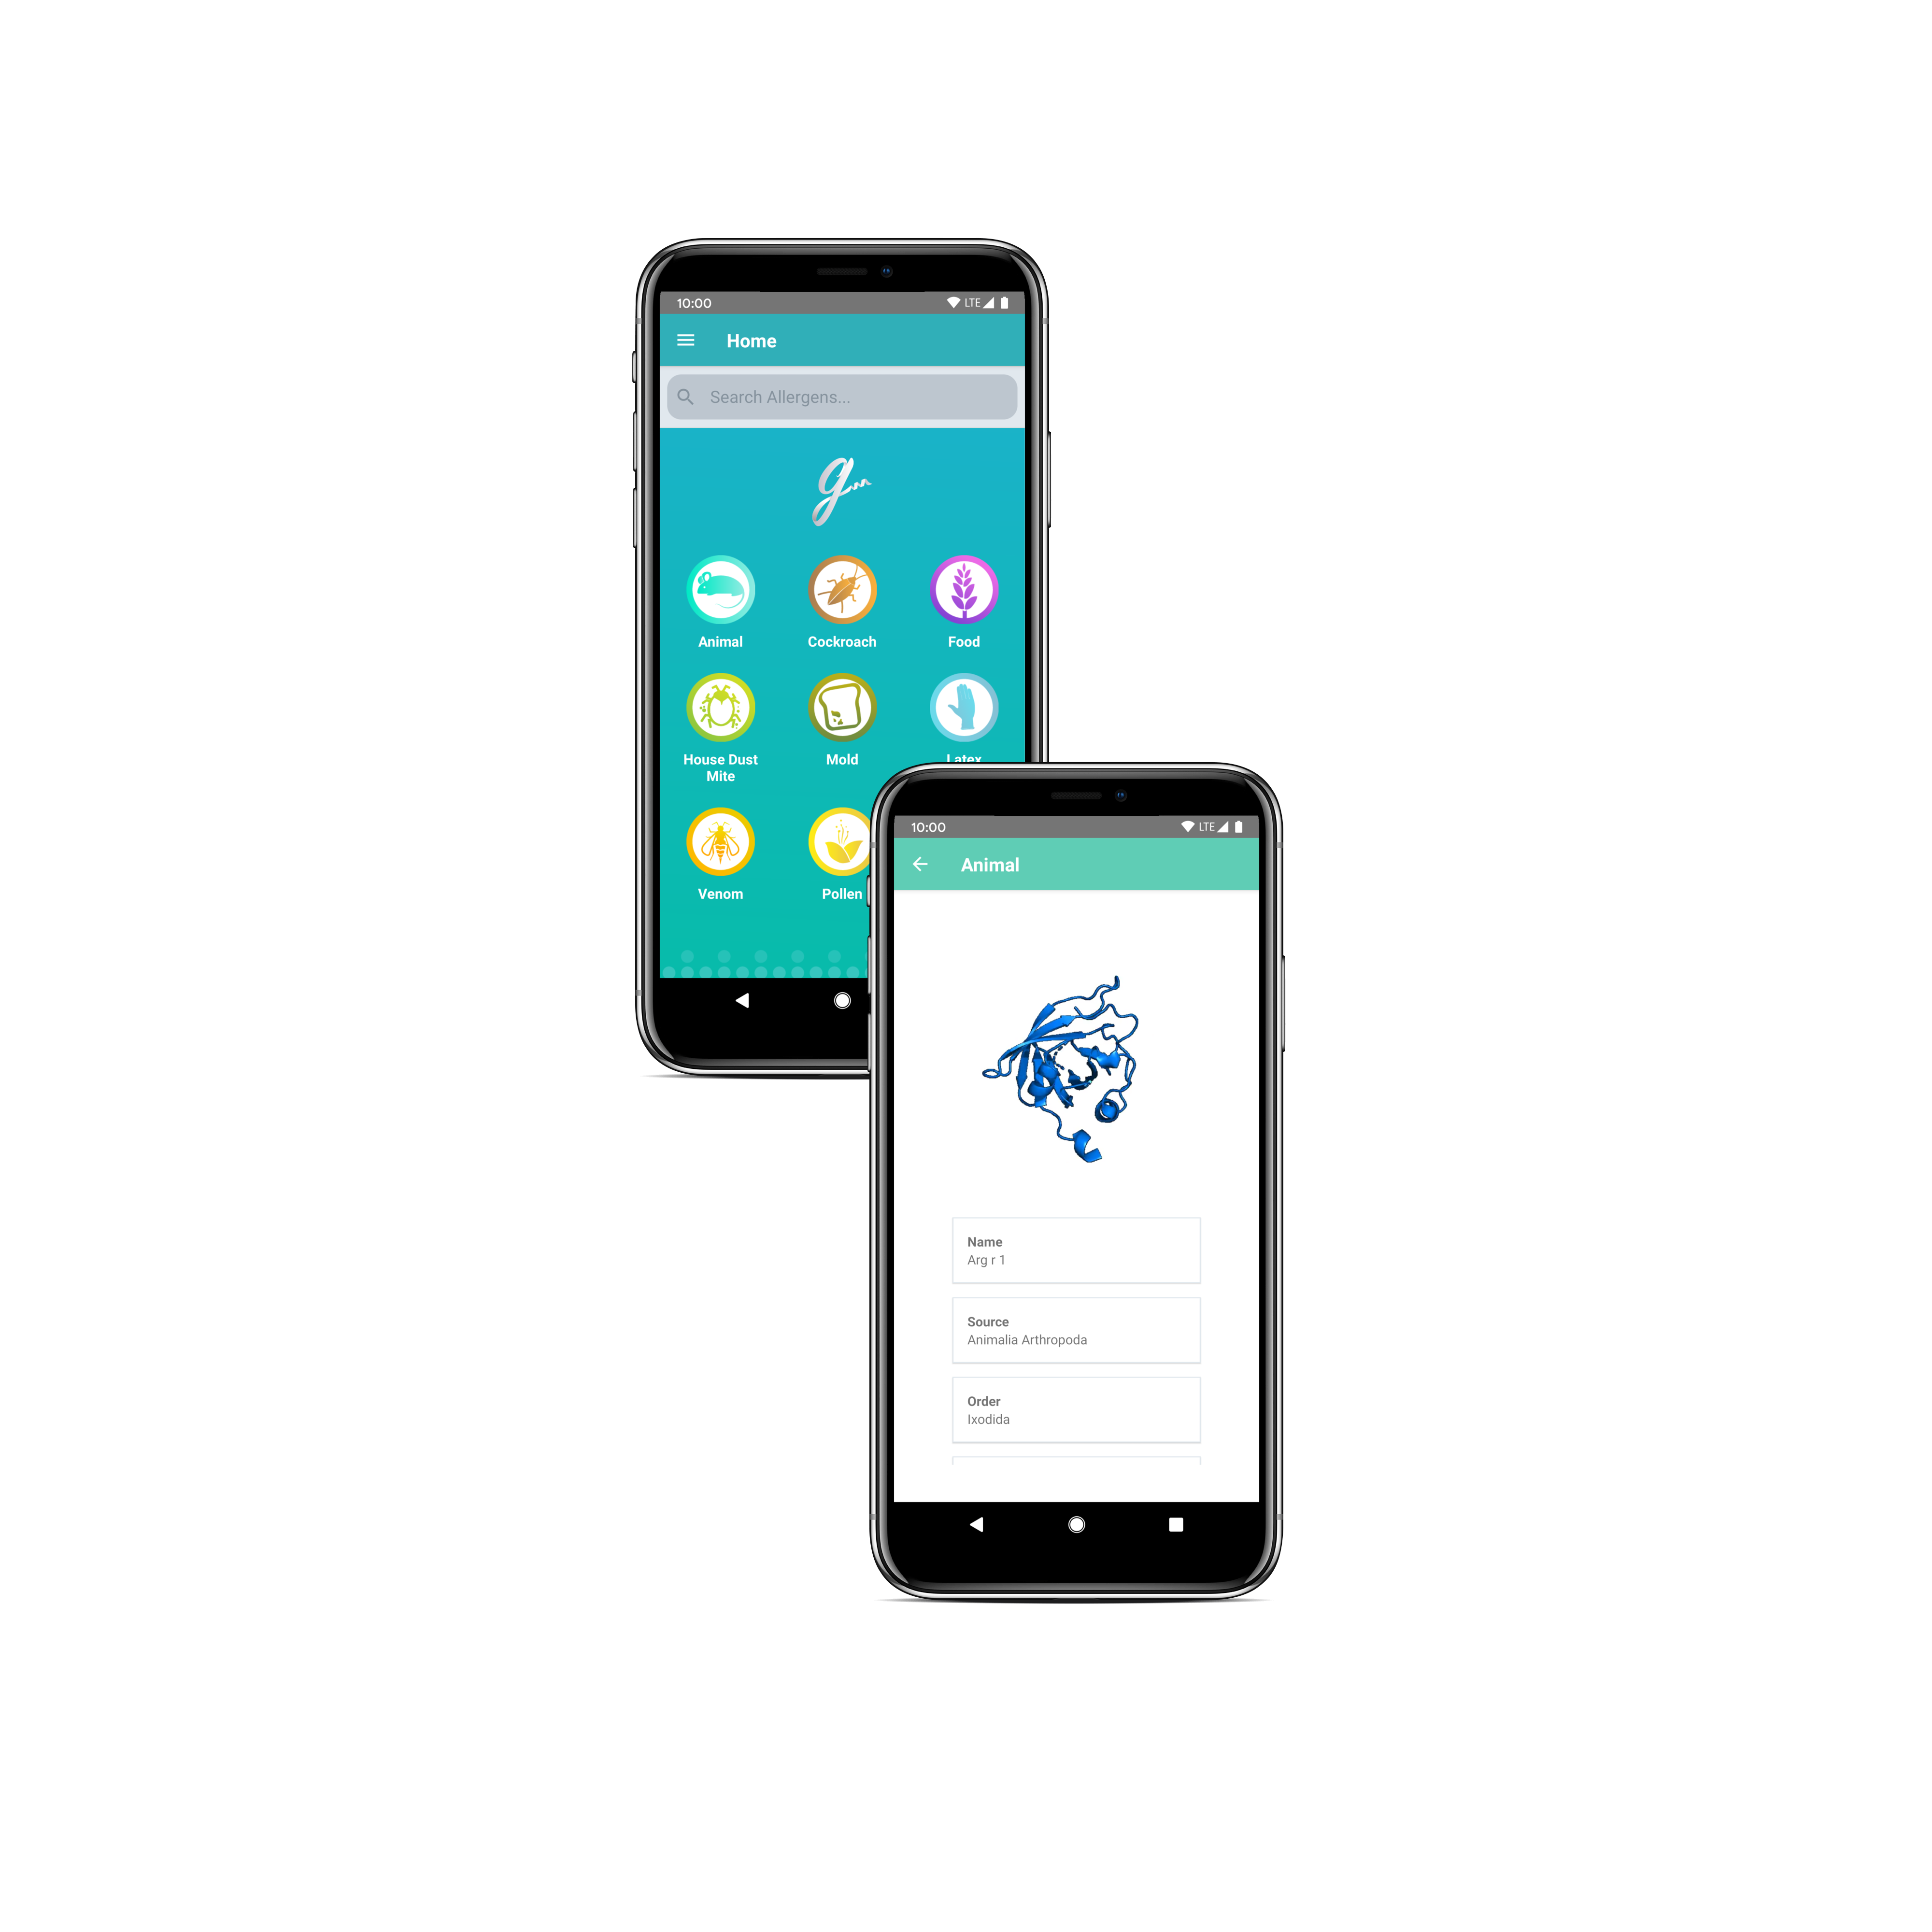 10:00 LTE
Home
Search Allergens...
g
Animal Cockroach Food
House Dust Mold Latex
Mite
Venom Pollen
10:00 LTE
Animal
Name
Arg r 1
Source
Animalia Arthropoda
Order
Ixodida